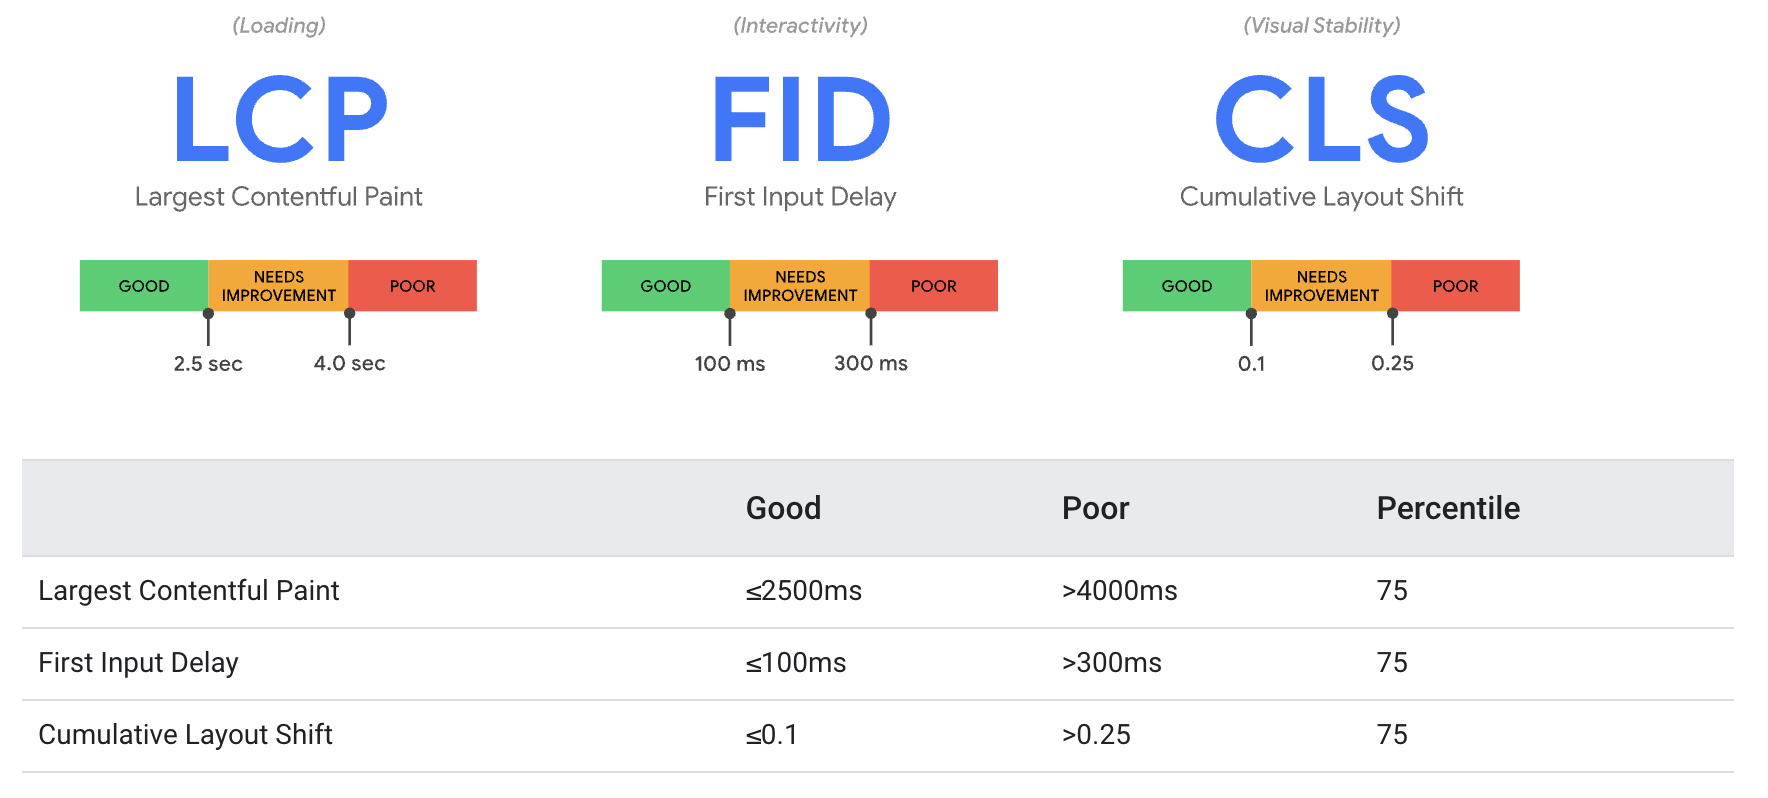 (Loading)
LCP
Largest Contentful Paint
GOOD
NEEDS
IMPROVEMENT
POOR
2.5 sec
4.0 sec
(Interactivity)
FID
First Input Delay
GOOD
NEEDS
IMPROVEMENT
POOR
100 ms
300 ms
(Visual Stability)
CLS
Cumulative Layout Shift
GOOD
NEEDS
IMPROVEMENT
POOR
0.1
0.25
Good Poor Percentile
Largest Contentful Paint ≤2500ms >4000ms 75
First Input Delay ≤100ms >300ms 75
Cumulative Layout Shift ≤0.1 >0.25 75